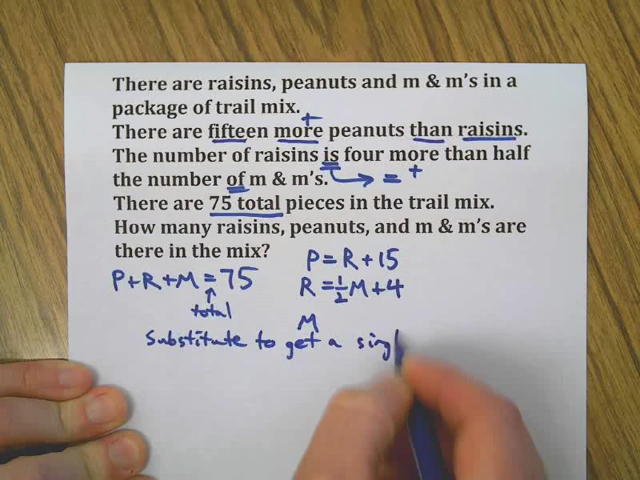 There are raisins, peanuts and m & m's in a
package of trail mix.
+
There are fifteen more peanuts than raisins.
The number of raisins is four more than half
the number of m & m's. → = +
There are 75 total pieces in the trail mix.
How many raisins, peanuts, and m & m's are
there in the mix?
P = R + 15
P + R + M = 75
R = 1/2 M + 4
↑
total
M
Substitute to get a singl